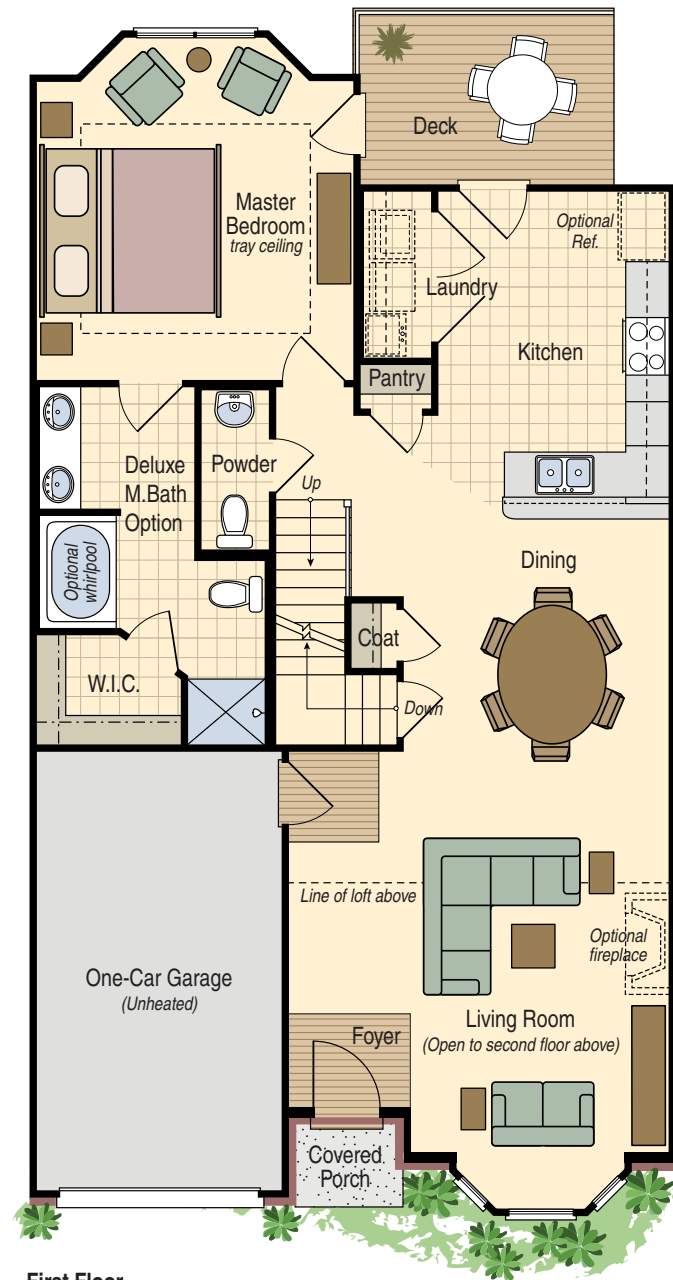 Deck
Master
Bedroom
tray ceiling
Optional
Ref.
Laundry
Kitchen
Pantry
Deluxe
M.Bath
Option
Powder
Up
Optional
whirlpool
Dining
Coat
W.I.C.
Down
Line of loft above
Optional
fireplace
One-Car Garage
(Unheated)
Living Room
(Open to second floor above)
Foyer
Covered
Porch
First Floor